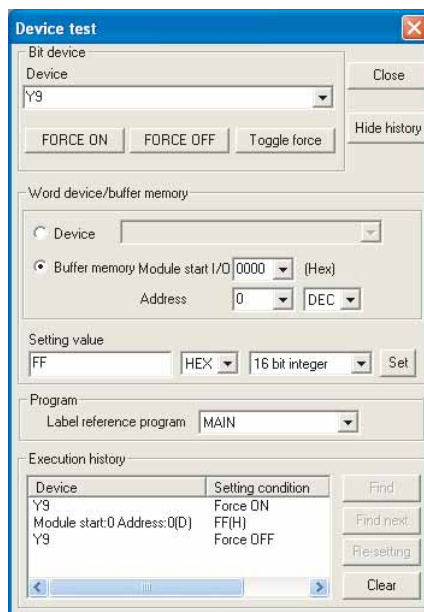 Device test
Bit device
Device
Y9
Close
FORCE ON FORCE OFF Toggle force
Hide history
Word device/buffer memory
Device
Buffer memory Module start I/O 0000 (Hex)
Address 0 DEC
Setting value
FF HEX 16 bit integer Set
Program
Label reference program MAIN
Execution history
Device Setting condition
Y9 Force ON
Module start:0 Address:0(D) FF(H)
Y9 Force OFF
Find
Find next
Re-setting
Clear